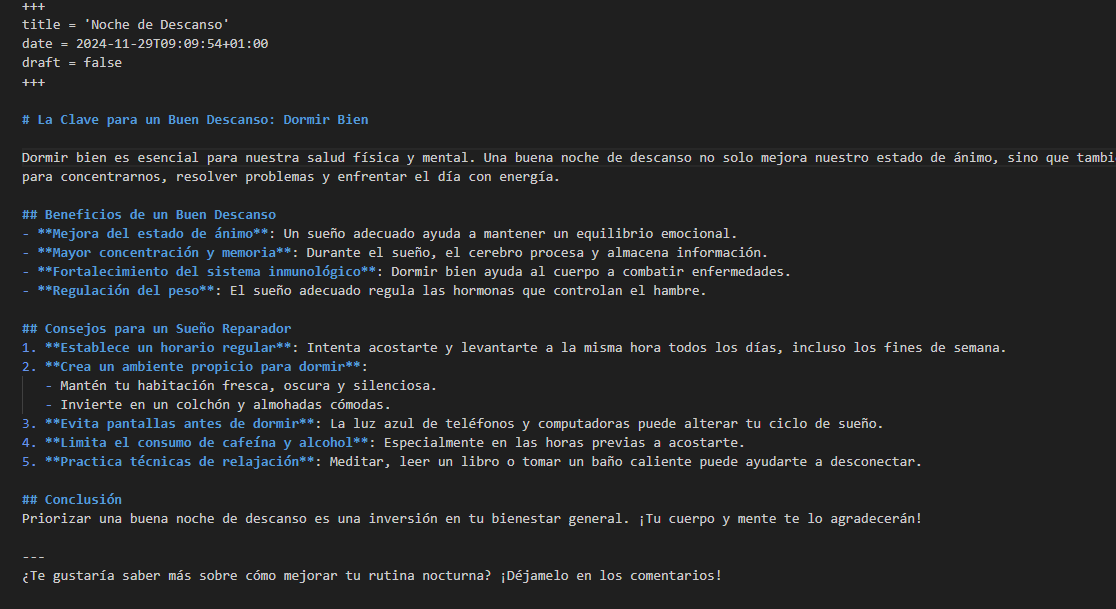 +++
title = 'Noche de Descanso'
date = 2024-11-29T09:09:54+01:00
draft = false
+++
# La Clave para un Buen Descanso: Dormir Bien
Dormir bien es esencial para nuestra salud física y mental. Una buena noche de descanso no solo mejora nuestro estado de ánimo, sino que
para concentrarnos, resolver problemas y enfrentar el día con energía.
## Beneficios de un Buen Descanso
- **Mejora del estado de ánimo**: Un sueño adecuado ayuda a mantener un equilibrio emocional.
- **Mayor concentración y memoria**: Durante el sueño, el cerebro procesa y almacena información.
- **Fortalecimiento del sistema inmunológico**: Dormir bien ayuda al cuerpo a combatir enfermedades.
- **Regulación del peso**: El sueño adecuado regula las hormonas que controlan el hambre.
## Consejos para un Sueño Reparador
1. **Establece un horario regular**: Intenta acostarte y levantarte a la misma hora todos los días, incluso los fines de semana.
2. **Crea un ambiente propicio para dormir**:
- Mantén tu habitación fresca, oscura y silenciosa.
- Invierte en un colchón y almohadas cómodas.
3. **Evita pantallas antes de dormir**: La luz azul de teléfonos y computadoras puede alterar tu ciclo de sueño.
4. **Limita el consumo de cafeína y alcohol**: Especialmente en las horas previas a acostarte.
5. **Practica técnicas de relajación**: Meditar, leer un libro o tomar un baño caliente puede ayudarte a desconectar.
## Conclusión
Priorizar una buena noche de descanso es una inversión en tu bienestar general. ¡Tu cuerpo y mente te lo agradecerán!
---
¿Te gustaría saber más sobre cómo mejorar tu rutina nocturna? ¡Déjamelo en los comentarios!